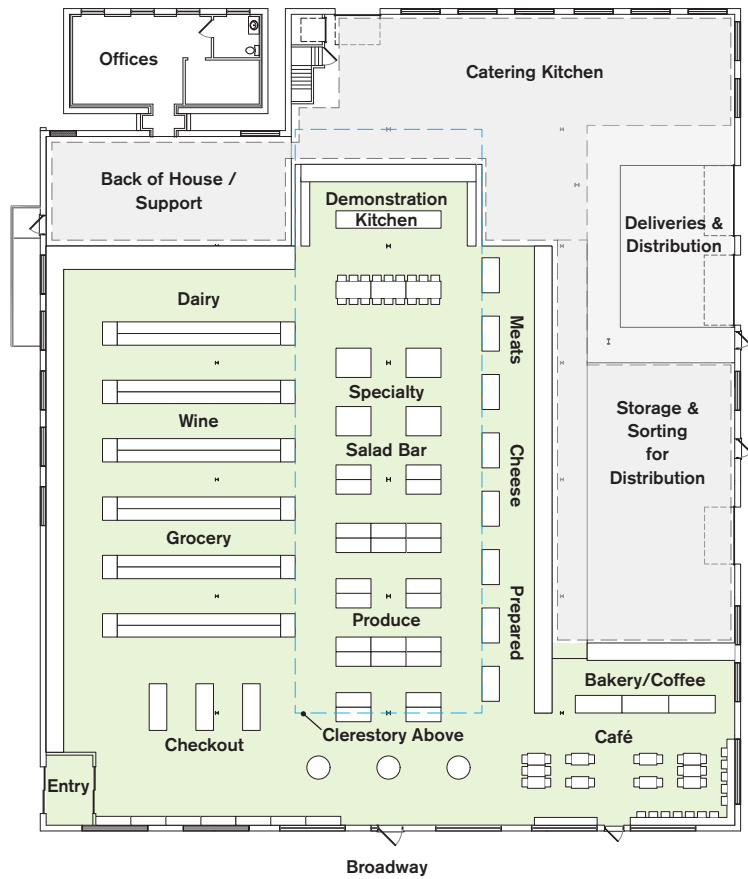 Offices
Catering Kitchen
Back of House /
Support
Demonstration
Kitchen
Deliveries &
Distribution
Dairy
Meats
Specialty
Wine
Storage &
Sorting
for
Distribution
Salad Bar
Cheese
Grocery
Prepared
Produce
Bakery/Coffee
Checkout
Clerestory Above
Café
Entry
Broadway